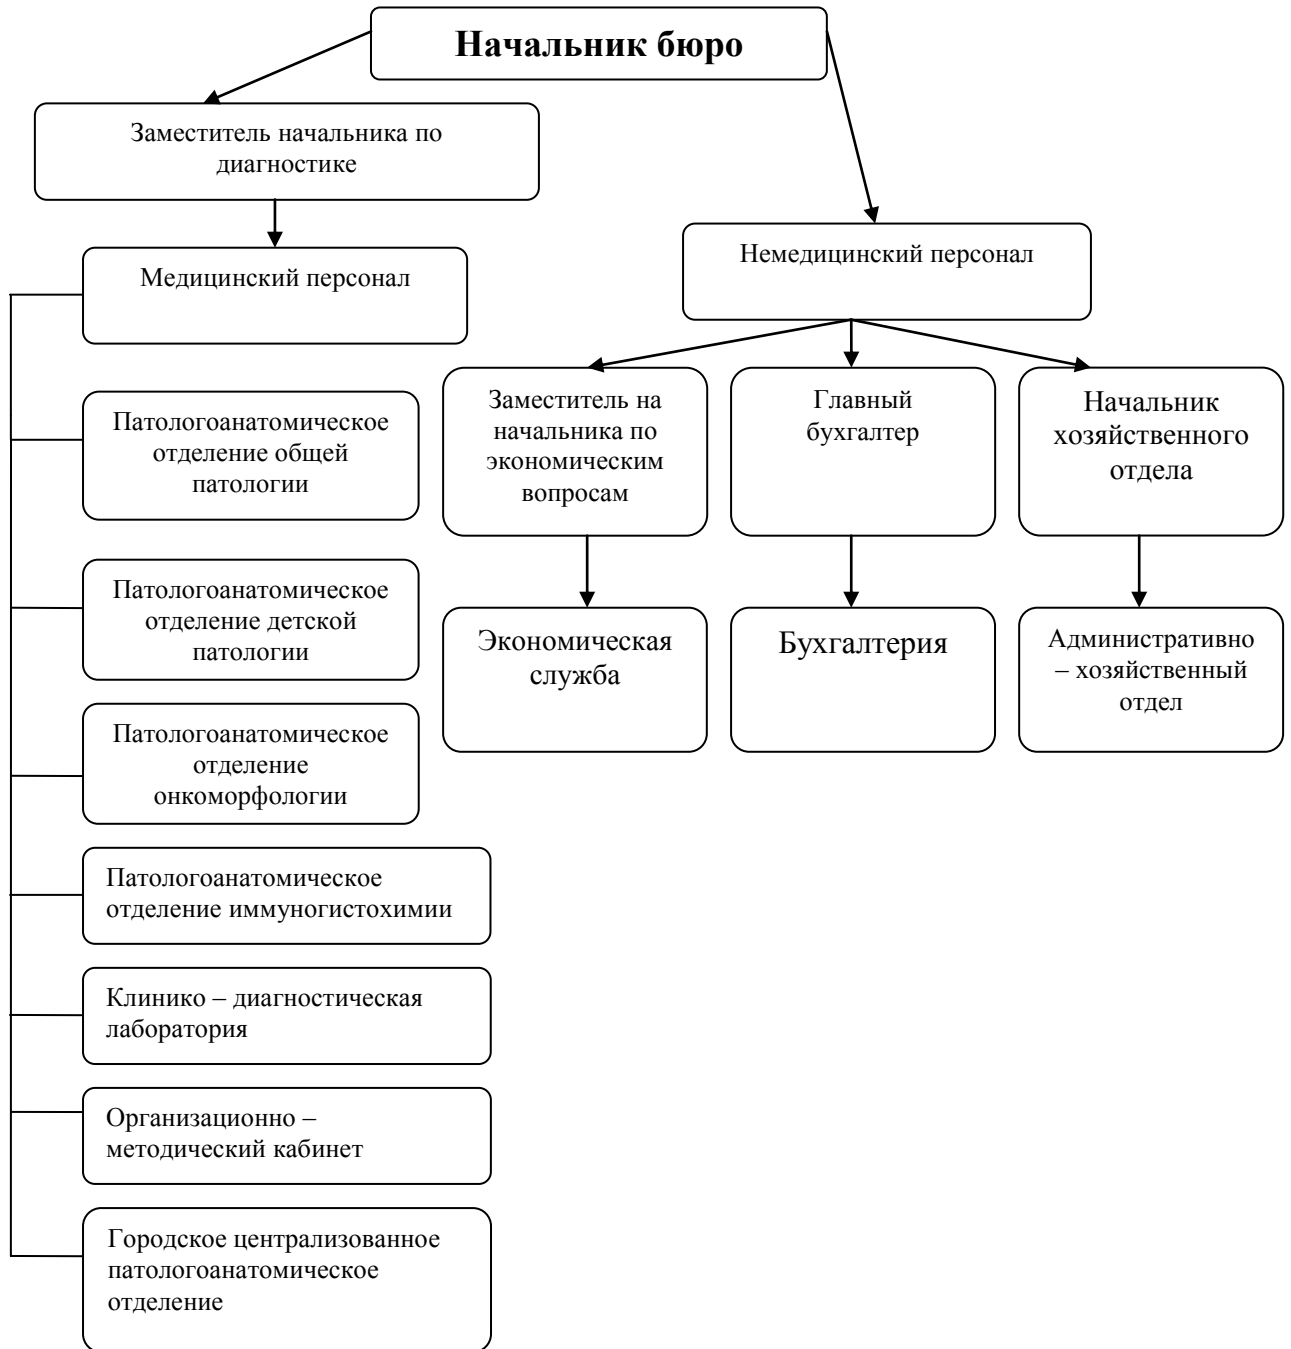 Начальник бюро
Заместитель начальника по
диагностике
Медицинский персонал
Немедицинский персонал
Патологоанатомическое
отделение общей
патологии
Заместитель на
начальника по
экономическим
вопросам
Главный
бухгалтер
Начальник
хозяйственного
отдела
Патологоанатомическое
отделение детской
патологии
Экономическая
служба
Бухгалтерия
Административно
– хозяйственный
отдел
Патологоанатомическое
отделение
онкоморфологии
Патологоанатомическое
отделение иммуногистохимии
Клинико – диагностическая
лаборатория
Организационно –
методический кабинет
Городское централизованное
патологоанатомическое
отделение